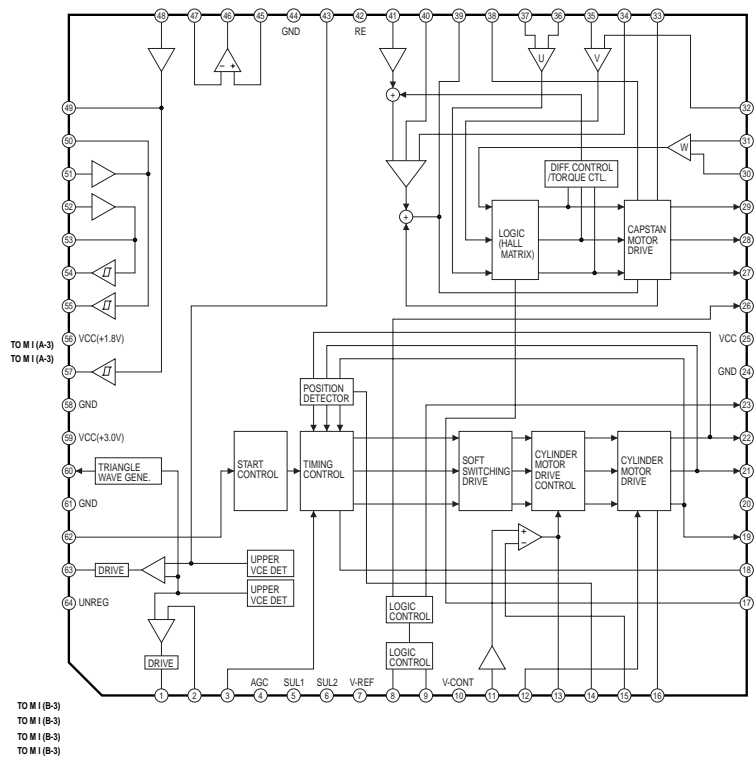 48 47 46 45 44 43 42 41 40 39 38 37 36 35 34 33
GND RE
U V
- +
+
49
32
50
31
W
51
30
DIFF. CONTROL
/TORQUE CTL.
52
29
LOGIC
(HALL
MATRIX)
CAPSTAN
MOTOR
DRIVE
53
28
+
54
27
55
26
56 VCC(+1.8V)
VCC 25
TO M I (A-3)
TO M I (A-3)
57
GND 24
POSITION
DETECTOR
58 GND
23
59 VCC(+3.0V)
22
60
TRIANGLE
WAVE GENE.
START
CONTROL
TIMING
CONTROL
SOFT
SWITCHING
DRIVE
CYLINDER
MOTOR
DRIVE
CONTROL
CYLINDER
MOTOR
DRIVE
21
61 GND
20
62
+
-
19
63 DRIVE
UPPER
VCE DET
18
64 UNREG
UPPER
VCE DET
LOGIC
CONTROL
17
DRIVE
LOGIC
CONTROL
AGC SUL1 SUL2 V-REF V-CONT
1 2 3 4 5 6 7 8 9 10 11 12 13 14 15 16
TO M I (B-3)
TO M I (B-3)
TO M I (B-3)
TO M I (B-3)